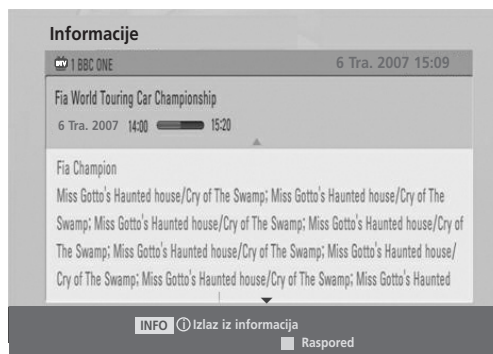 Informacije
DTV 1 BBC ONE 6 Tra. 2007 15:09
Fia World Touring Car Championship
6 Tra. 2007 14:00 15:20
Fia Champion
Miss Gotto's Haunted house/Cry of The Swamp; Miss Gotto's Haunted house/Cry of The
Swamp; Miss Gotto's Haunted house/Cry of The Swamp; Miss Gotto's Haunted house/Cry of
The Swamp; Miss Gotto's Haunted house/Cry of The Swamp; Miss Gotto's Haunted house/
Cry of The Swamp; Miss Gotto's Haunted house/Cry of The Swamp; Miss Gotto's Haunted
INFO i Izlaz iz informacija
Raspored